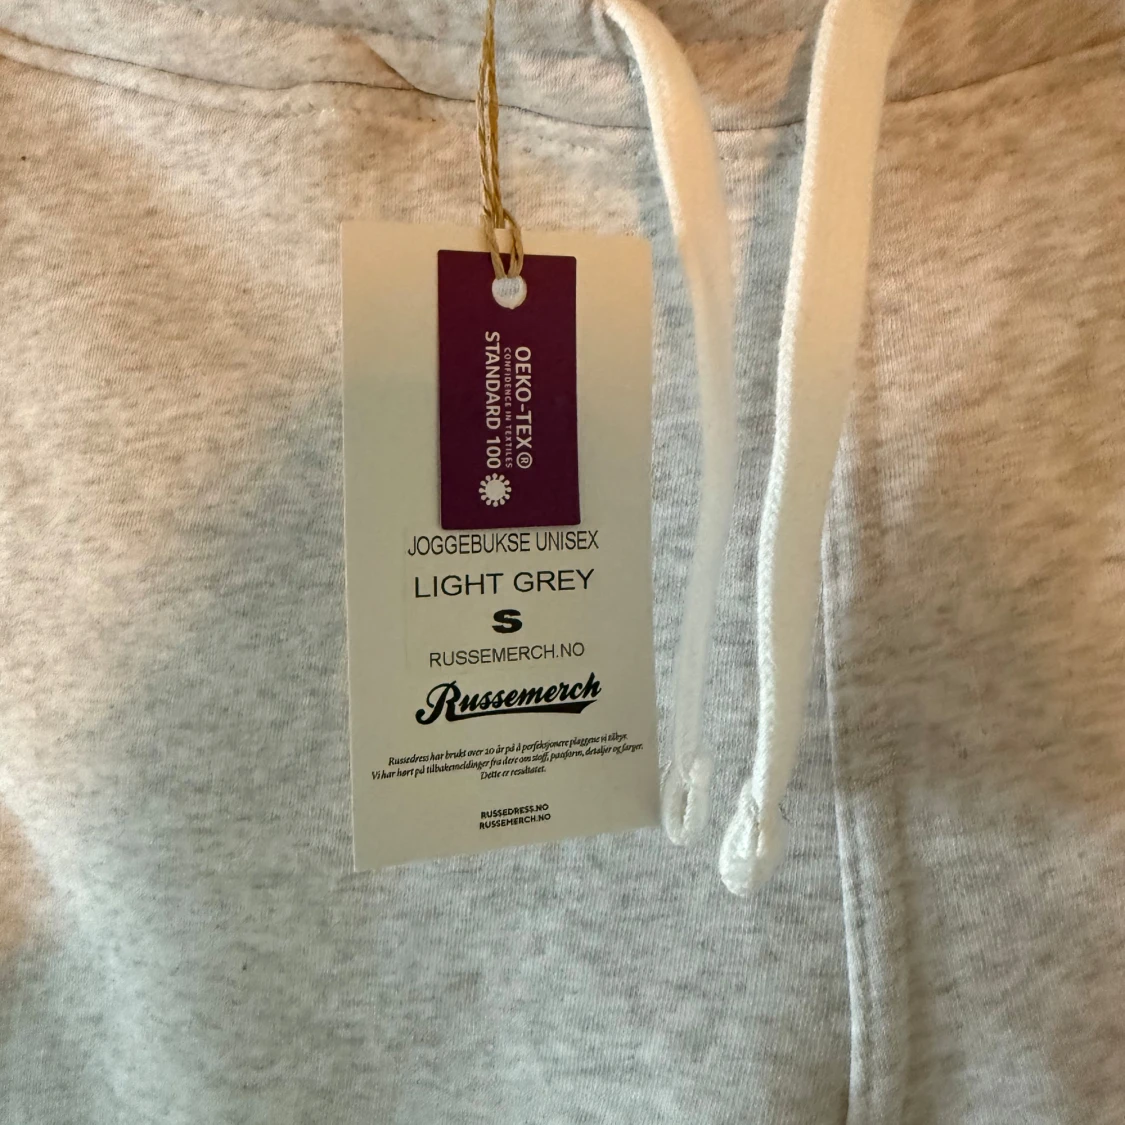 OEKO-TEX®
CONFIDENCE IN TEXTILES
STANDARD 100
JOGGEBUKSE UNISEX
LIGHT GREY
S
RUSSEMERCH.NO
Russemerch
Russedress har brukt over 20 år på å perfeksjonere plaggene vi tilbyr.
Vi har hørt på tilbakemeldinger fra dere om stoff, passform, detaljer og farger.
Dette er resultatet.
RUSSEDRESS.NO
RUSSEMERCH.NO